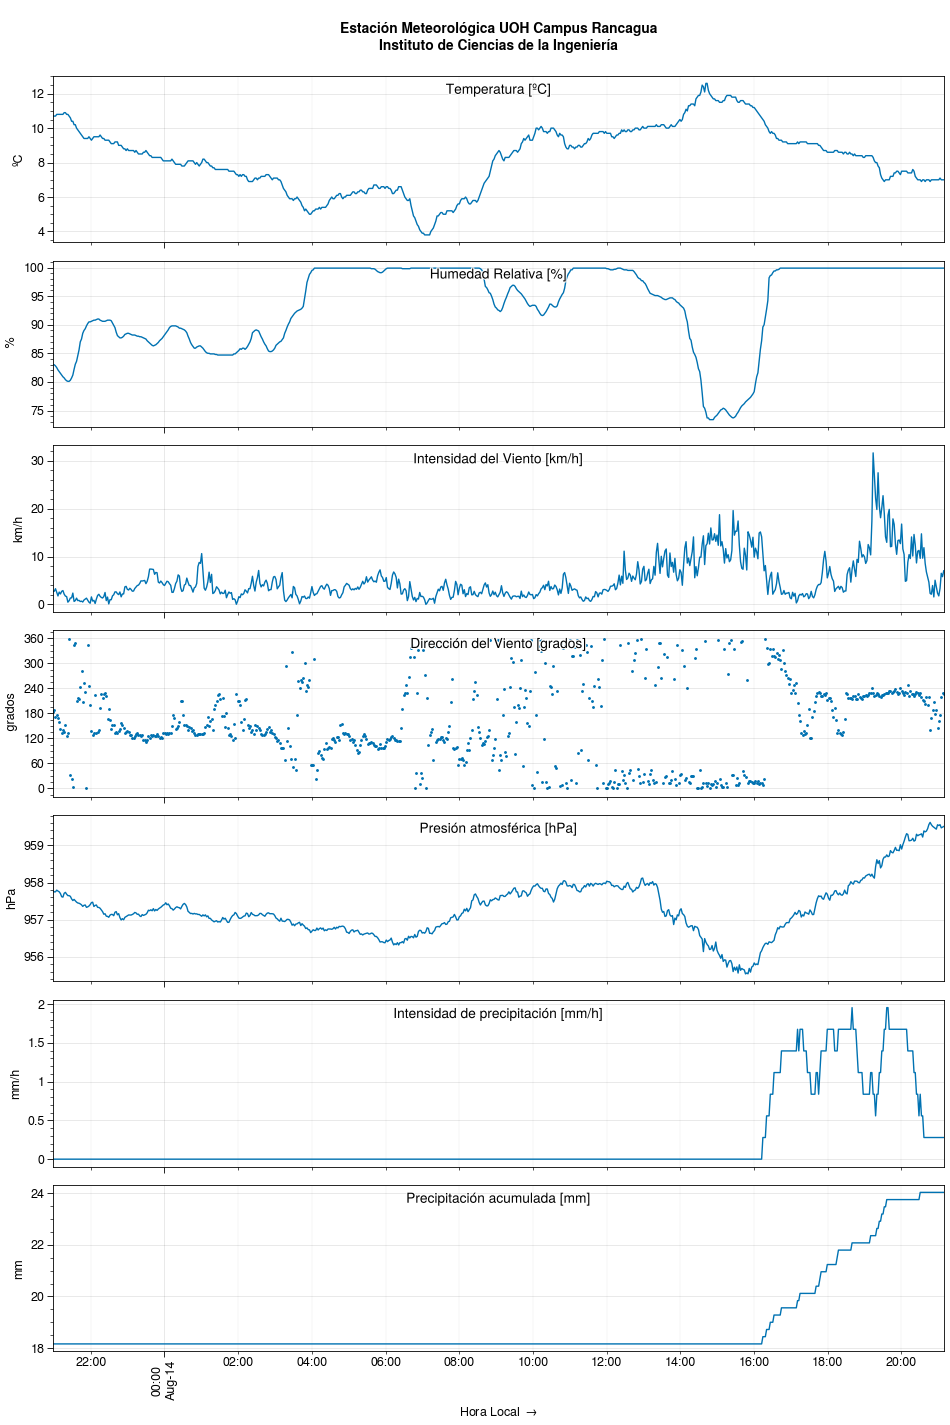 Estación Meteorológica UOH Campus Rancagua
Instituto de Ciencias de la Ingeniería
Temperatura [ºC]
ºC
12
10
8
6
4
Humedad Relativa [%]
%
100
95
90
85
80
75
Intensidad del Viento [km/h]
km/h
30
20
10
0
Dirección del Viento [grados]
grados
360
300
240
180
120
60
0
Presión atmosférica [hPa]
hPa
959
958
957
956
Intensidad de precipitación [mm/h]
mm/h
2
1.5
1
0.5
0
Precipitación acumulada [mm]
mm
24
22
20
18
22:00
00:00
Aug-14
02:00
04:00
06:00
08:00
10:00
12:00
14:00
16:00
18:00
20:00
Hora Local →